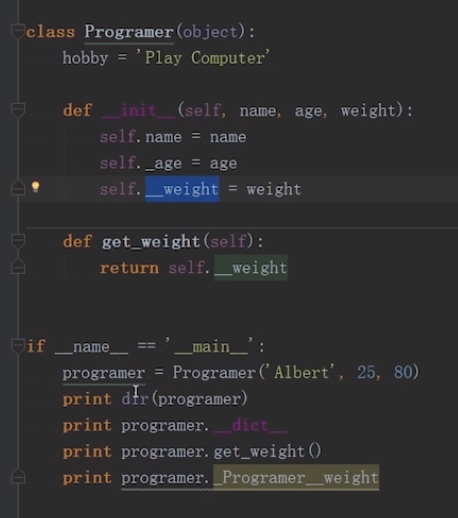 class Programer(object):
    hobby = 'Play Computer'
    def __init__(self, name, age, weight):
        self.name = name
        self._age = age
        self.__weight = weight
    def get_weight(self):
        return self.__weight
if __name__ == '__main__':
    programer = Programer('Albert', 25, 80)
    print dir(programer)
    print programer.__dict__
    print programer.get_weight()
    print programer._Programer__weight